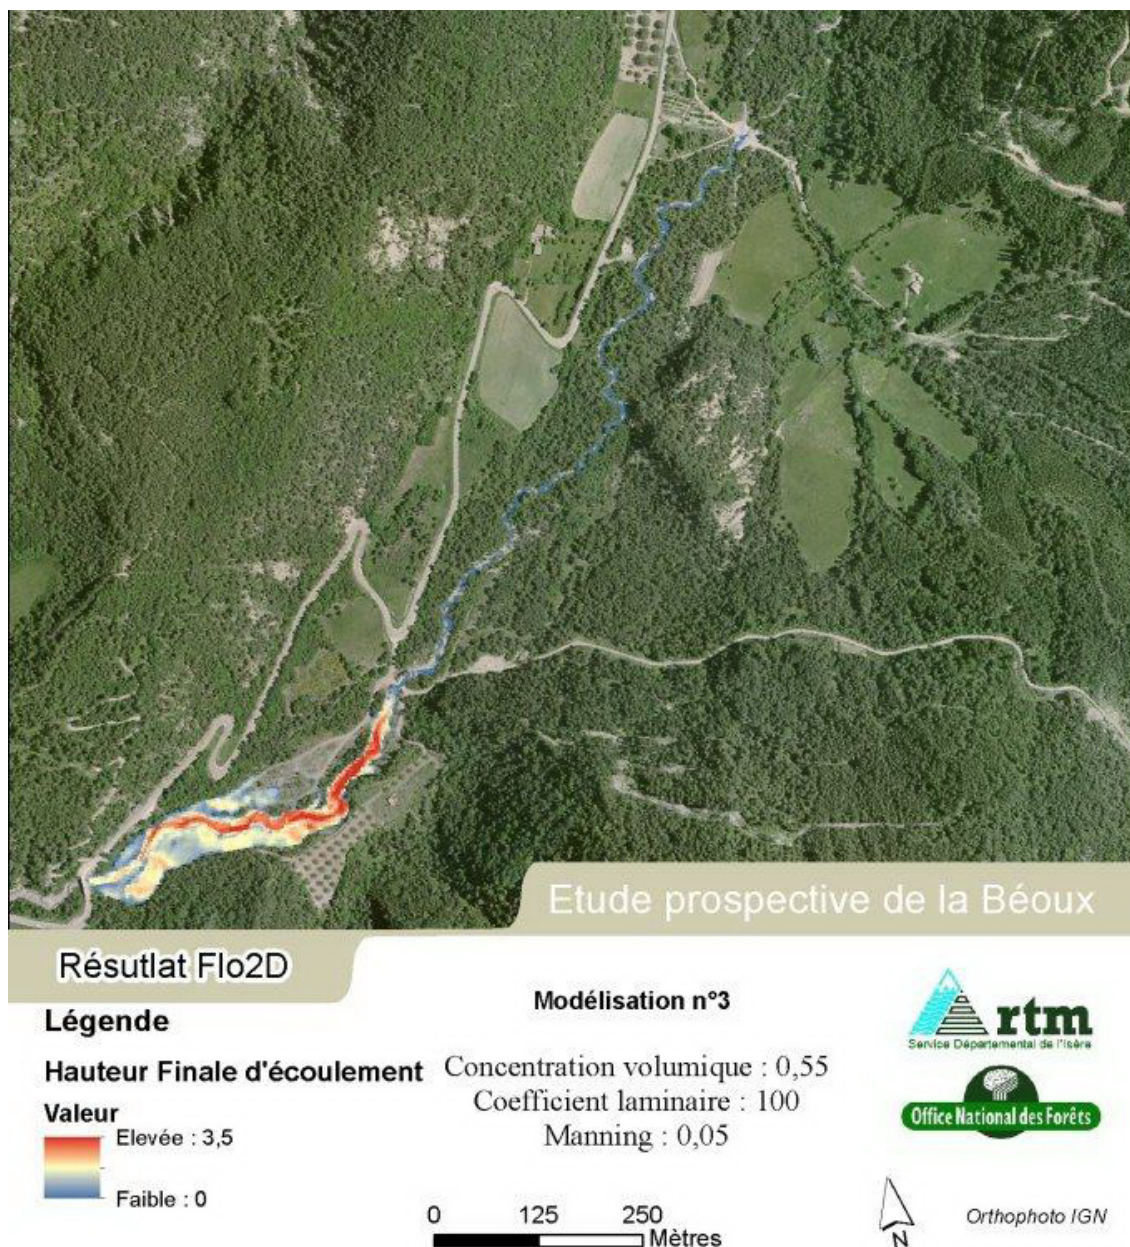 Etude prospective de la Béoux
Résutlat Flo2D
Légende
Hauteur Finale d'écoulement
Valeur
Elevée : 3,5
Faible : 0
Modélisation n°3
Concentration volumique : 0,55
Coefficient laminaire : 100
Manning : 0,05
0 125 250
Mètres
rtm
Service Départemental de l'Isère
Office National des Forêts
N
Orthophoto IGN